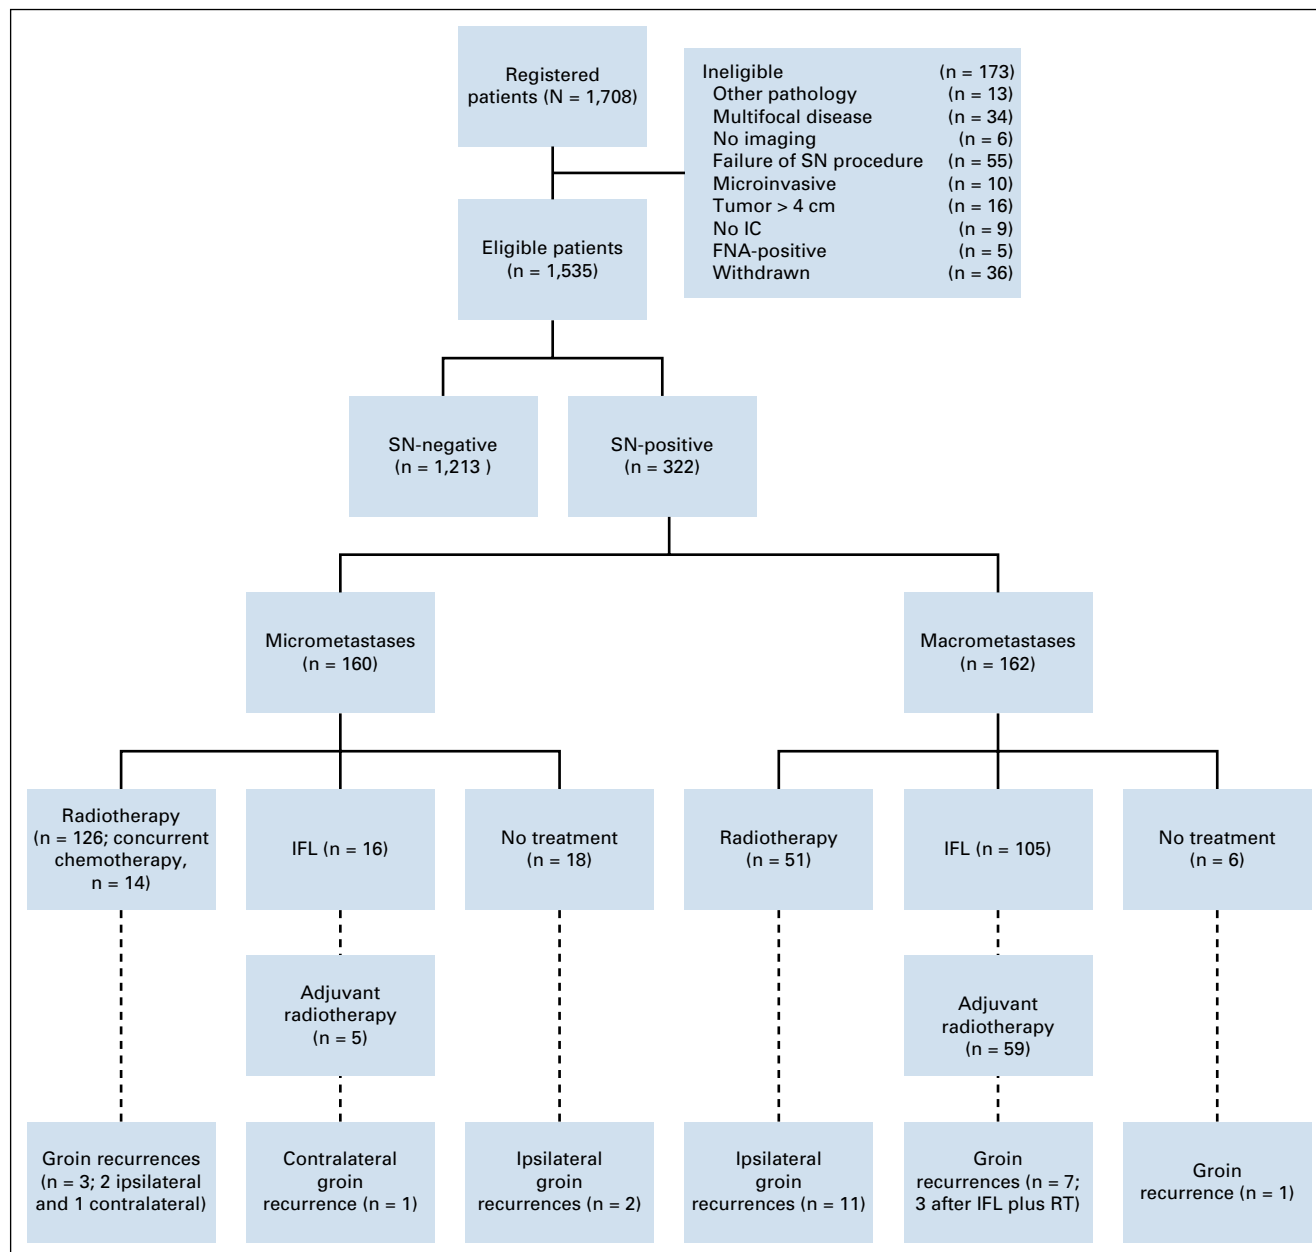 Registered
patients (N = 1,708)
Ineligible (n = 173)
Other pathology (n = 13)
Multifocal disease (n = 34)
No imaging (n = 6)
Failure of SN procedure (n = 55)
Microinvasive (n = 10)
Tumor > 4 cm (n = 16)
No IC (n = 9)
FNA-positive (n = 5)
Withdrawn (n = 36)
Eligible patients
(n = 1,535)
SN-negative
(n = 1,213 )
SN-positive
(n = 322)
Micrometastases
(n = 160)
Macrometastases
(n = 162)
Radiotherapy
(n = 126; concurrent
chemotherapy,
n = 14)
IFL (n = 16)
No treatment
(n = 18)
Radiotherapy
(n = 51)
IFL (n = 105)
No treatment
(n = 6)
Adjuvant
radiotherapy
(n = 5)
Adjuvant
radiotherapy
(n = 59)
Groin recurrences
(n = 3; 2 ipsilateral
and 1 contralateral)
Contralateral
groin
recurrence (n = 1)
Ipsilateral
groin
recurrences (n = 2)
Ipsilateral
groin
recurrences (n = 11)
Groin
recurrences (n = 7;
3 after IFL plus RT)
Groin
recurrence (n = 1)